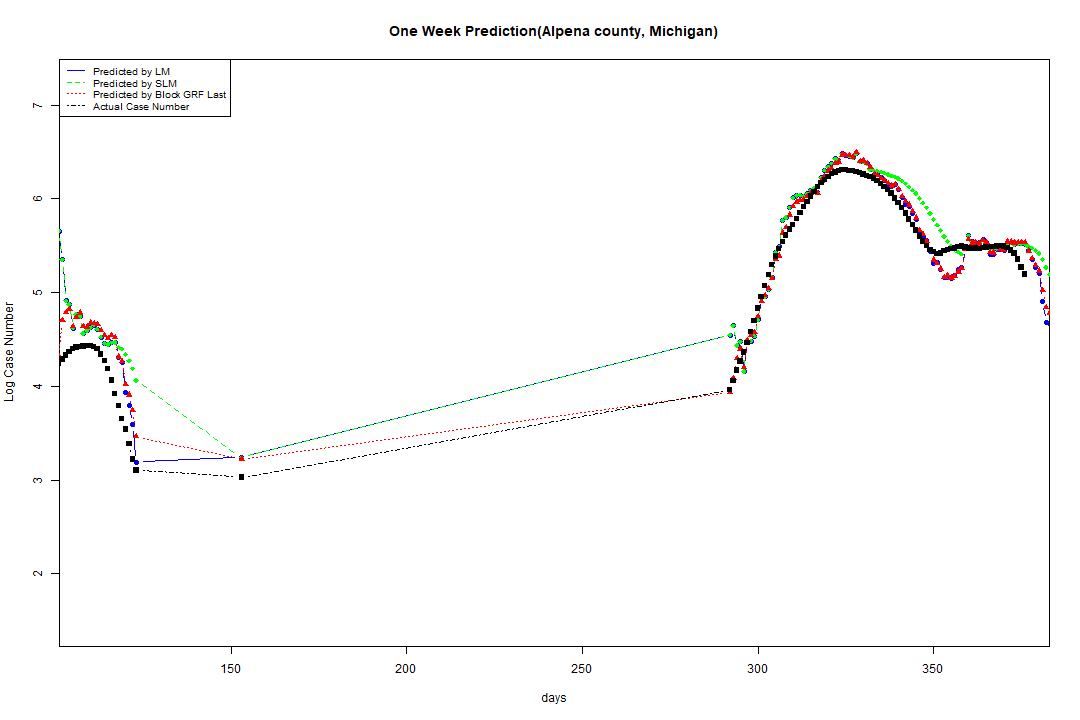 One Week Prediction(Alpena county, Michigan)
Predicted by LM
Predicted by SLM
Predicted by Block GRF Last
Actual Case Number
7
6
5
4
3
2
Log Case Number
150 200 250 300 350
days